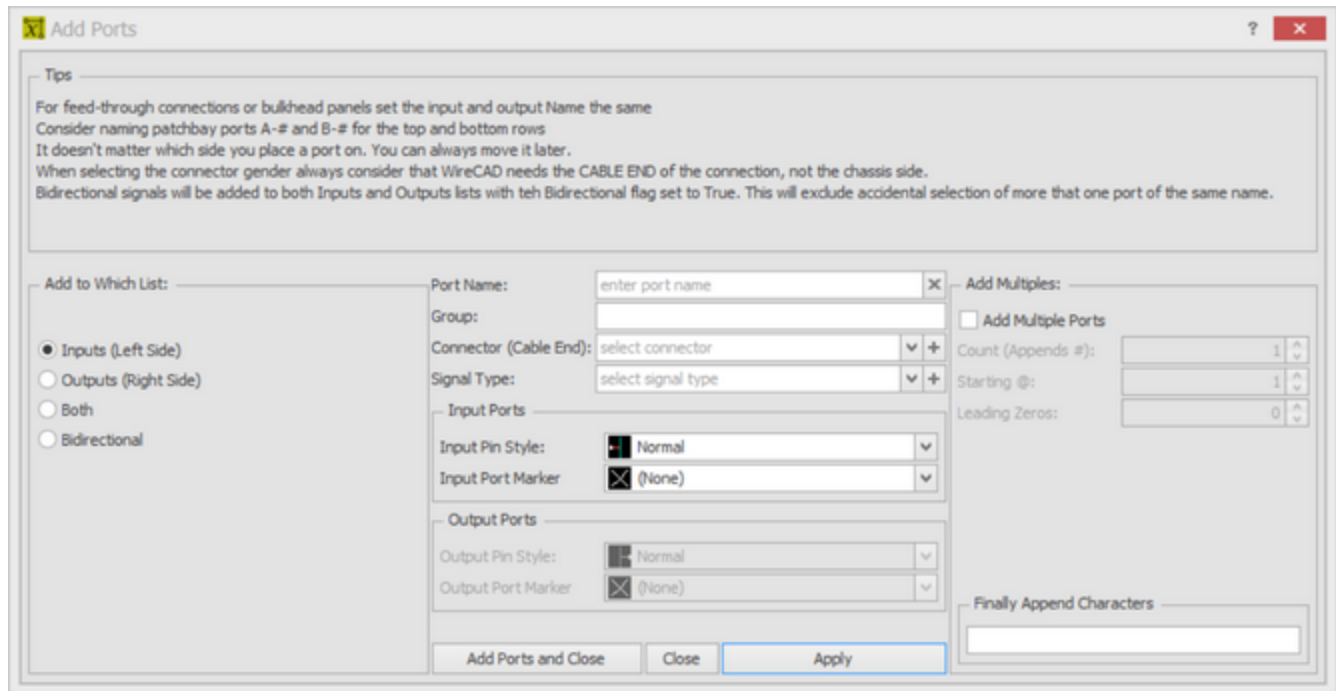 Add Ports
?
Tips
For feed-through connections or bulkhead panels set the input and output Name the same
Consider naming patchbay ports A-# and B-# for the top and bottom rows
It doesn't matter which side you place a port on. You can always move it later.
When selecting the connector gender always consider that WireCAD needs the CABLE END of the connection, not the chassis side.
Bidirectional signals will be added to both Inputs and Outputs lists with teh Bidirectional flag set to True. This will exclude accidental selection of more that one port of the same name.
Add to Which List:
Inputs (Left Side)
Outputs (Right Side)
Both
Bidirectional
Port Name:
enter port name
Group:
Connector (Cable End):
select connector
Signal Type:
select signal type
Input Ports
Input Pin Style:
Normal
Input Port Marker
(None)
Output Ports
Output Pin Style:
Normal
Output Port Marker
(None)
Add Ports and Close
Close
Apply
Add Multiples:
Add Multiple Ports
Count (Appends #):
1
Starting @:
1
Leading Zeros:
0
Finally Append Characters